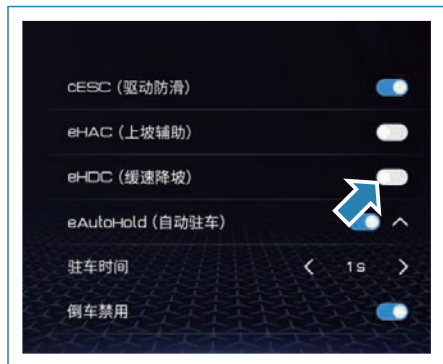 cESC (驱动防滑)
eHAC (上坡辅助)
eHDC (缓速降坡)
eAutoHold (自动驻车)
驻车时间 < 1s >
倒车禁用